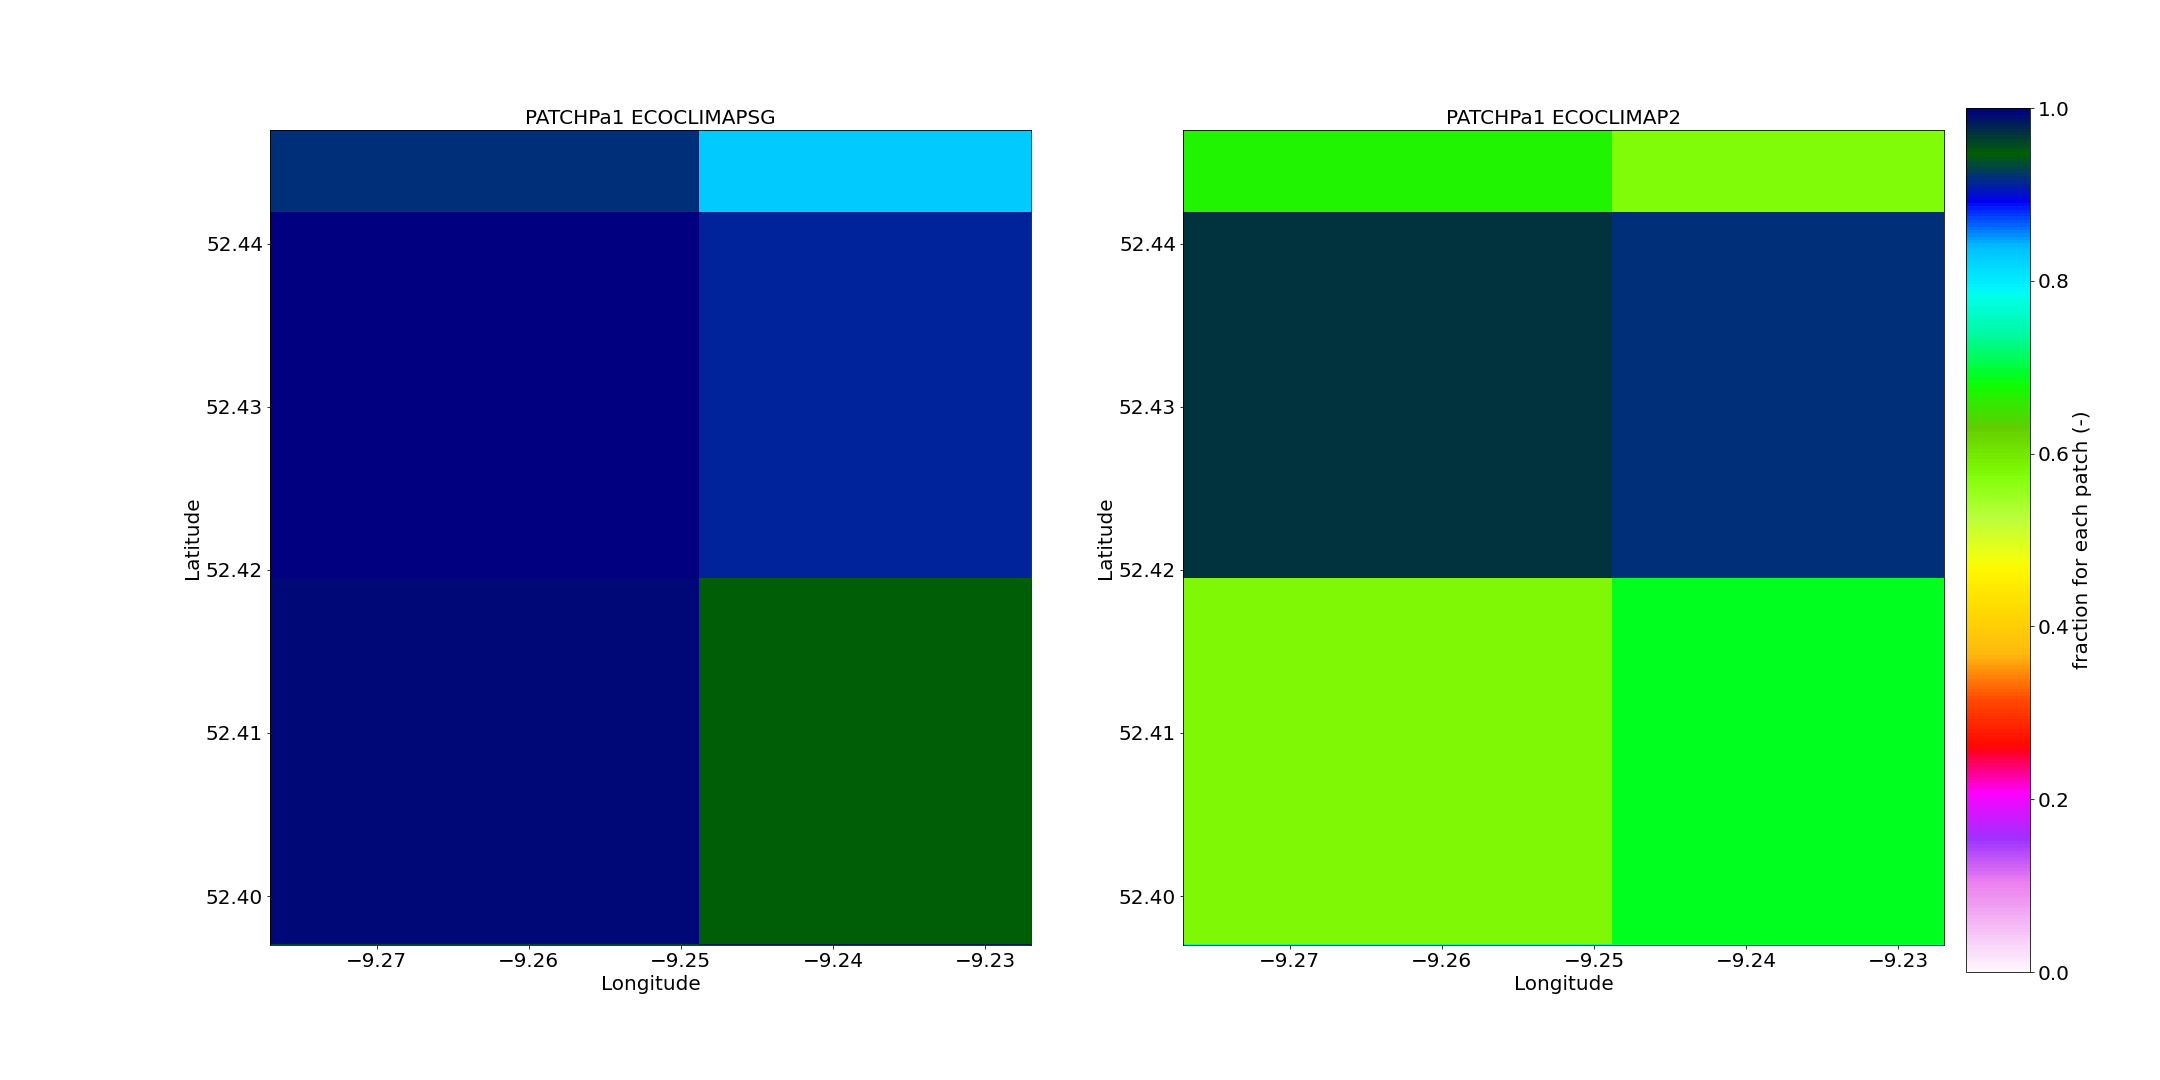 PATCHPa1 ECOCLIMAPSG
52.44
52.43
52.42
52.41
52.40
Latitude
−9.27 −9.26 −9.25 −9.24 −9.23
Longitude
PATCHPa1 ECOCLIMAP2
52.44
52.43
52.42
52.41
52.40
Latitude
−9.27 −9.26 −9.25 −9.24 −9.23
Longitude
1.0
0.8
0.6
0.4
0.2
0.0
fraction for each patch (-)